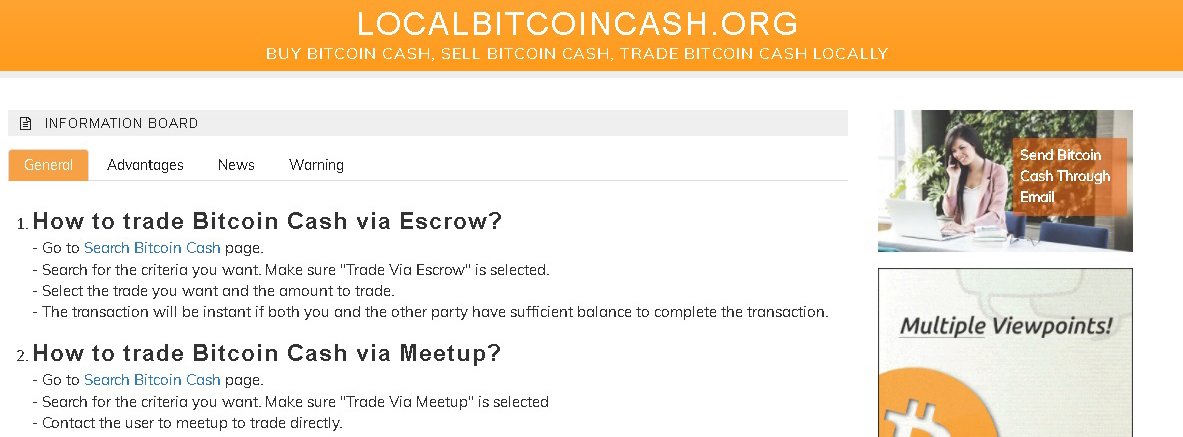 LOCALBITCOINCASH.ORG
BUY BITCOIN CASH, SELL BITCOIN CASH, TRADE BITCOIN CASH LOCALLY
INFORMATION BOARD
General Advantages News Warning
1. How to trade Bitcoin Cash via Escrow?
- Go to Search Bitcoin Cash page.
- Search for the criteria you want. Make sure "Trade Via Escrow" is selected.
- Select the trade you want and the amount to trade.
- The transaction will be instant if both you and the other party have sufficient balance to complete the transaction.
2. How to trade Bitcoin Cash via Meetup?
- Go to Search Bitcoin Cash page.
- Search for the criteria you want. Make sure "Trade Via Meetup" is selected
- Contact the user to meetup to trade directly.
Send Bitcoin
Cash Through
Email
Multiple Viewpoints!